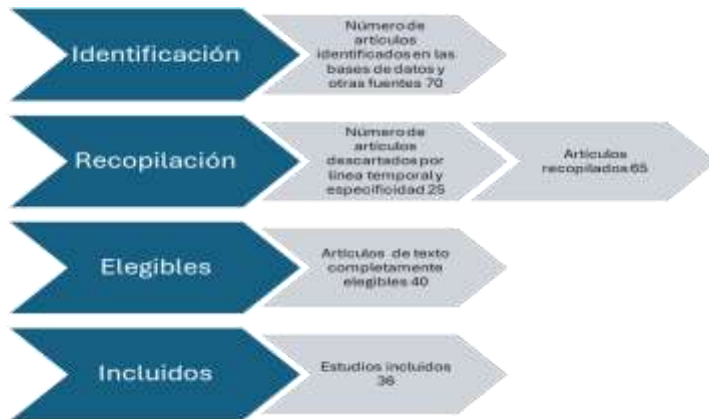 Identificación
Número de
artículos
identificados en las
bases de datos y
otras fuentes 70
Recopilación
Número de
artículos
descartados por
línea temporal y
especificidad 25
Artículos
recopilados 65
Elegibles
Artículos de texto
completamente
elegibles 40
Incluidos
Estudios incluidos
36